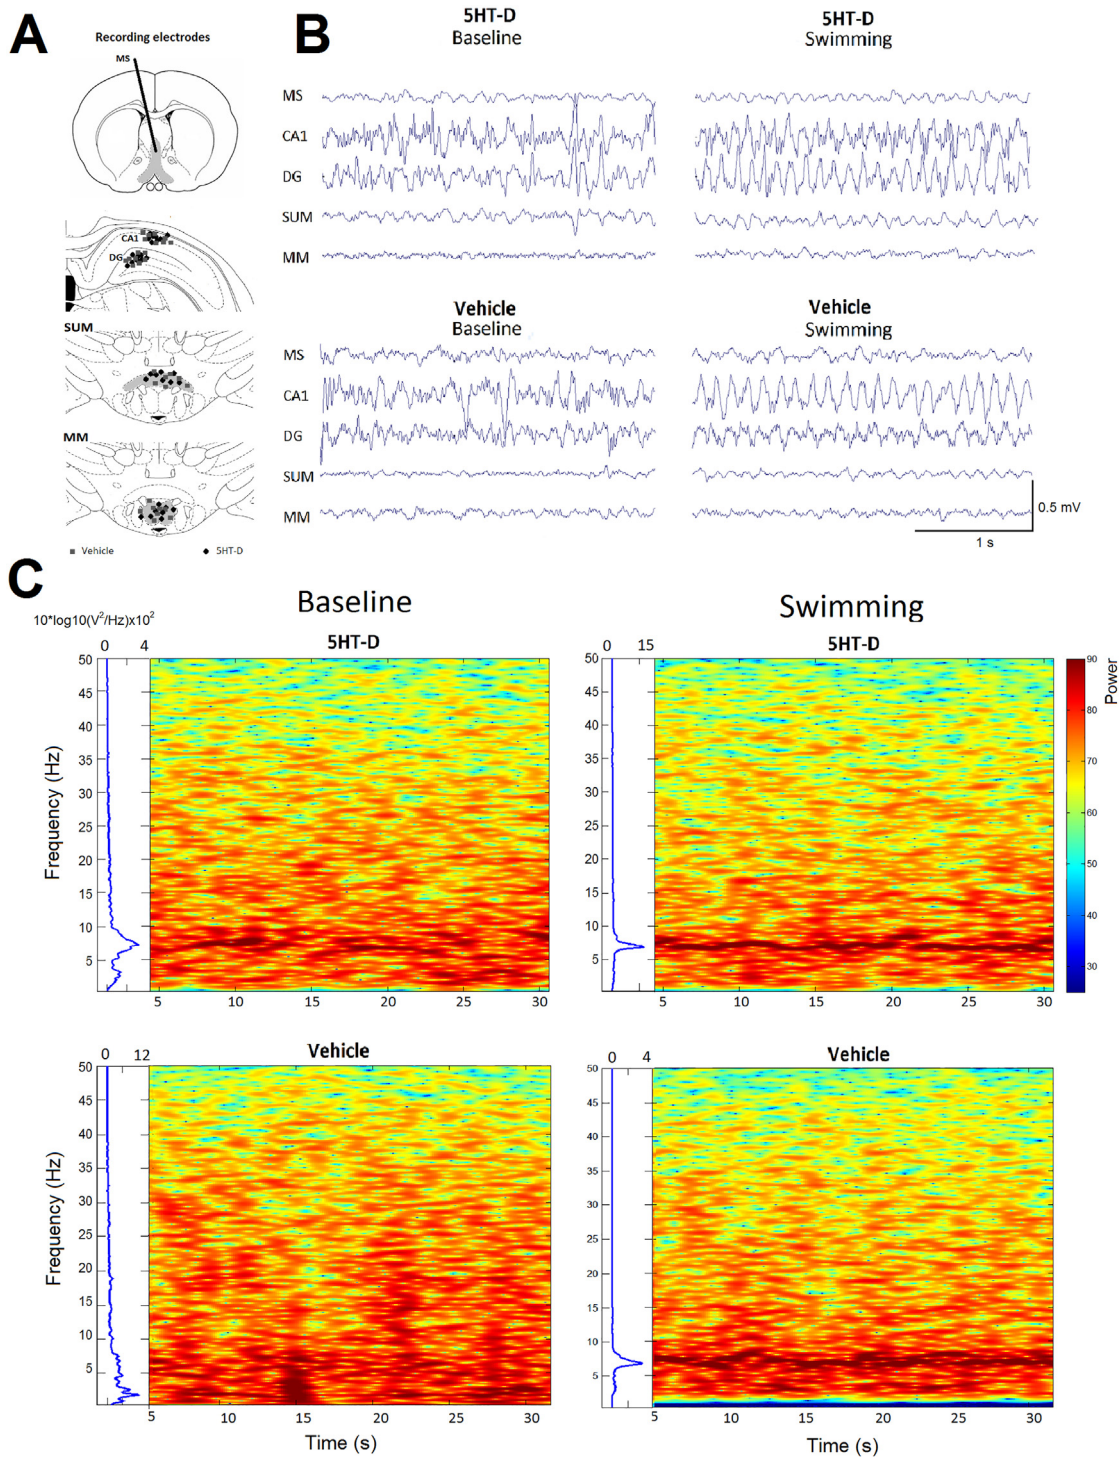 A
Recording electrodes
MS
CA1
DG
SUM
MM
Vehicle
5HT-D
B
5HT-D
Baseline
5HT-D
Swimming
MS
CA1
DG
SUM
MM
Vehicle
Baseline
Vehicle
Swimming
MS
CA1
DG
SUM
MM
0.5 mV
1 s
C
Baseline
Swimming
10*log10(V²/Hz)x10²
0 4
5HT-D
50
45
40
35
30
25
20
15
10
5
Frequency (Hz)
5 10 15 20 25 30
0 15
5HT-D
50
45
40
35
30
25
20
15
10
5
5 10 15 20 25 30
90
80
70
60
50
40
30
Power
0 12
Vehicle
50
45
40
35
30
25
20
15
10
5
Frequency (Hz)
5 10 15 20 25 30
Time (s)
0 4
Vehicle
50
45
40
35
30
25
20
15
10
5
5 10 15 20 25 30
Time (s)